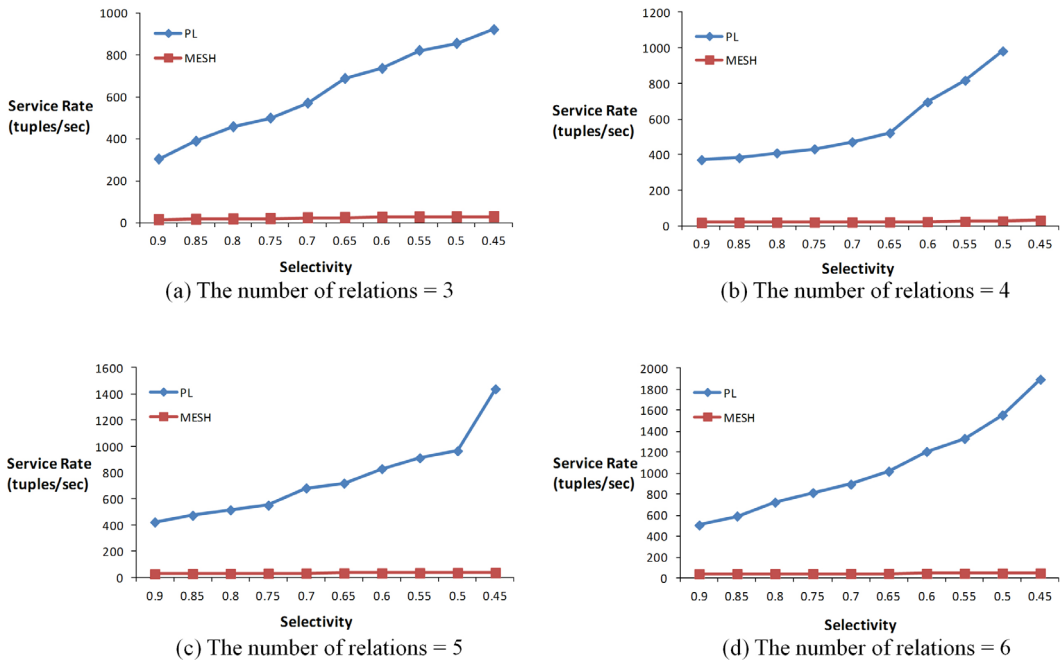 1000
800
600
400
200
0
PL
MESH
Service Rate
(tuples/sec)
0.9 0.85 0.8 0.75 0.7 0.65 0.6 0.55 0.5 0.45
Selectivity
(a) The number of relations = 3
1200
1000
800
600
400
200
0
PL
MESH
Service Rate
(tuples/sec)
0.9 0.85 0.8 0.75 0.7 0.65 0.6 0.55 0.5 0.45
Selectivity
(b) The number of relations = 4
1600
1400
1200
1000
800
600
400
200
0
PL
MESH
Service Rate
(tuples/sec)
0.9 0.85 0.8 0.75 0.7 0.65 0.6 0.55 0.5 0.45
Selectivity
(c) The number of relations = 5
2000
1800
1600
1400
1200
1000
800
600
400
200
0
PL
MESH
Service Rate
(tuples/sec)
0.9 0.85 0.8 0.75 0.7 0.65 0.6 0.55 0.5 0.45
Selectivity
(d) The number of relations = 6